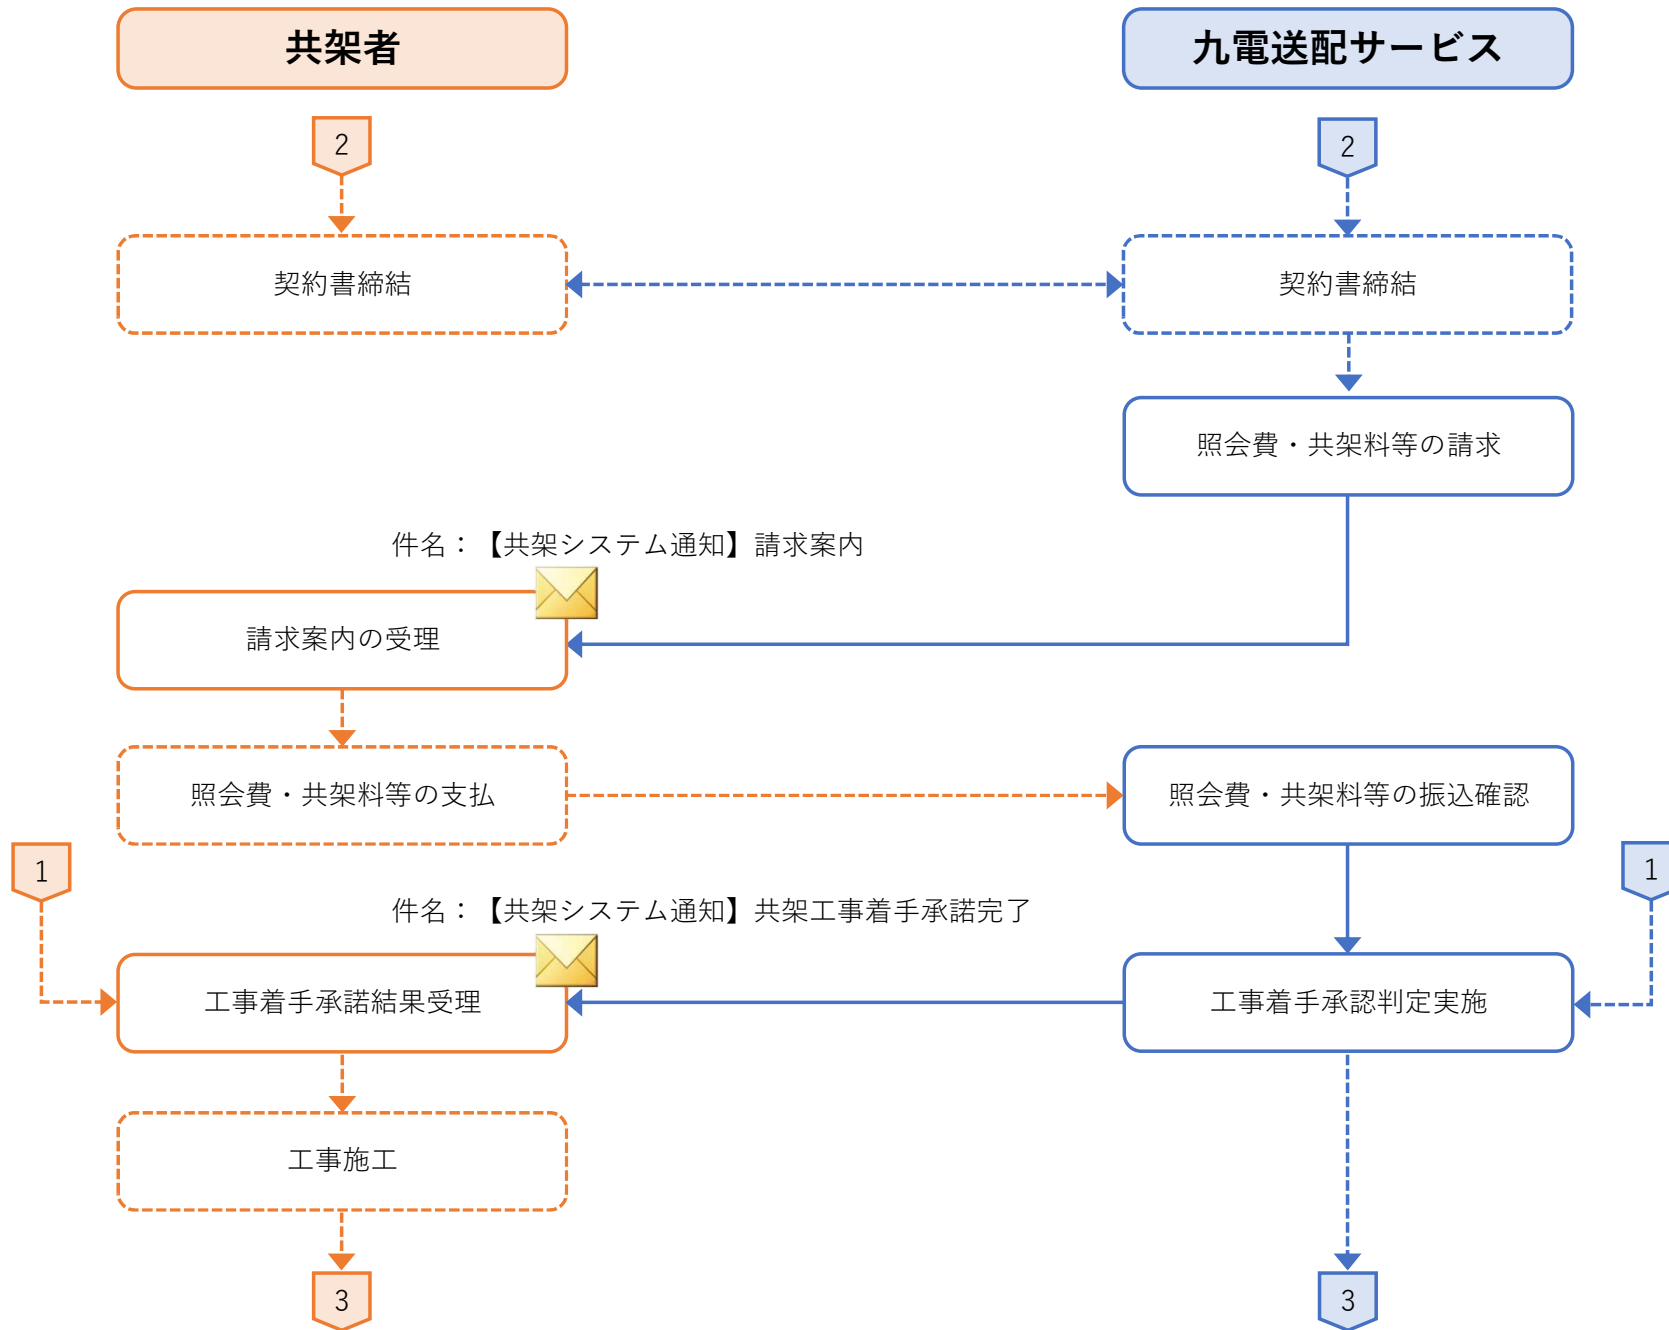 共架者
九電送配サービス
2
2
契約書締結
契約書締結
照会費・共架料等の請求
件名：【共架システム通知】請求案内
請求案内の受理
照会費・共架料等の支払
照会費・共架料等の振込確認
1
1
件名：【共架システム通知】共架工事着手承諾完了
工事着手承諾結果受理
工事着手承認判定実施
工事施工
3
3